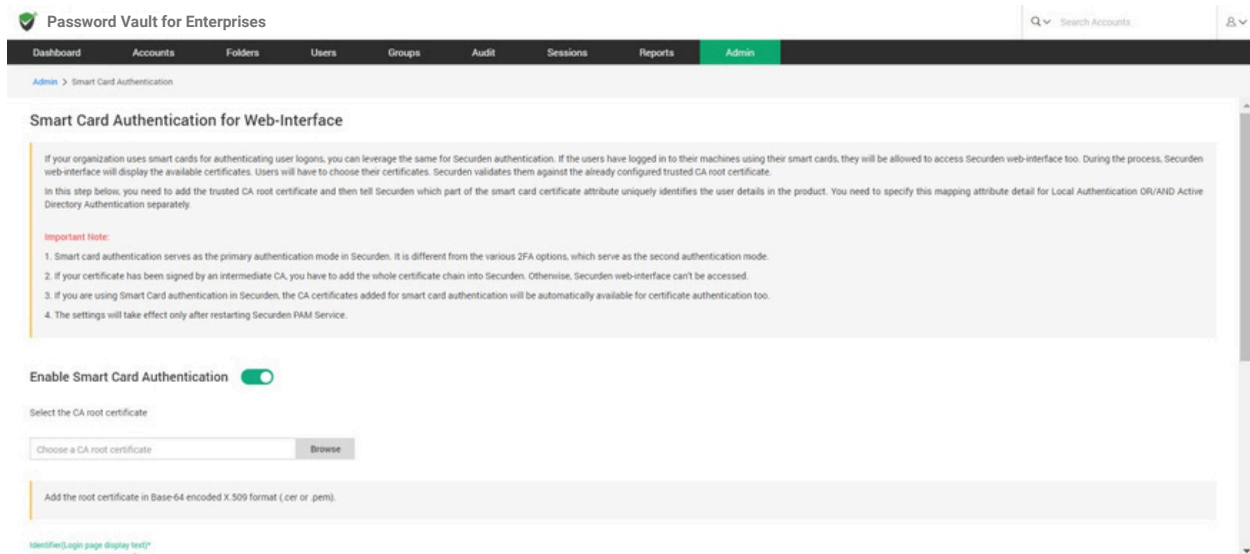 Password Vault for Enterprises
Search Accounts
Dashboard Accounts Folders Users Groups Audit Sessions Reports Admin
Admin > Smart Card Authentication
Smart Card Authentication for Web-Interface
If your organization uses smart cards for authenticating user logons, you can leverage the same for Securden authentication. If the users have logged in to their machines using their smart cards, they will be allowed to access Securden web-interface too. During the process, Securden
web-interface will display the available certificates. Users will have to choose their certificates. Securden validates them against the already configured trusted CA root certificate.
In this step below, you need to add the trusted CA root certificate and then tell Securden which part of the smart card certificate attribute uniquely identifies the user details in the product. You need to specify this mapping attribute detail for Local Authentication OR/AND Active
Directory Authentication separately.
Important Note:
1. Smart card authentication serves as the primary authentication mode in Securden. It is different from the various 2FA options, which serve as the second authentication mode.
2. If your certificate has been signed by an intermediate CA, you have to add the whole certificate chain into Securden. Otherwise, Securden web-interface can't be accessed.
3. If you are using Smart Card authentication in Securden, the CA certificates added for smart card authentication will be automatically available for certificate authentication too.
4. The settings will take effect only after restarting Securden PAM Service.
Enable Smart Card Authentication
Select the CA root certificate
Choose a CA root certificate Browse
Add the root certificate in Base-64 encoded X.509 format (.cer or .pem).
Identifier(Login page display text)*